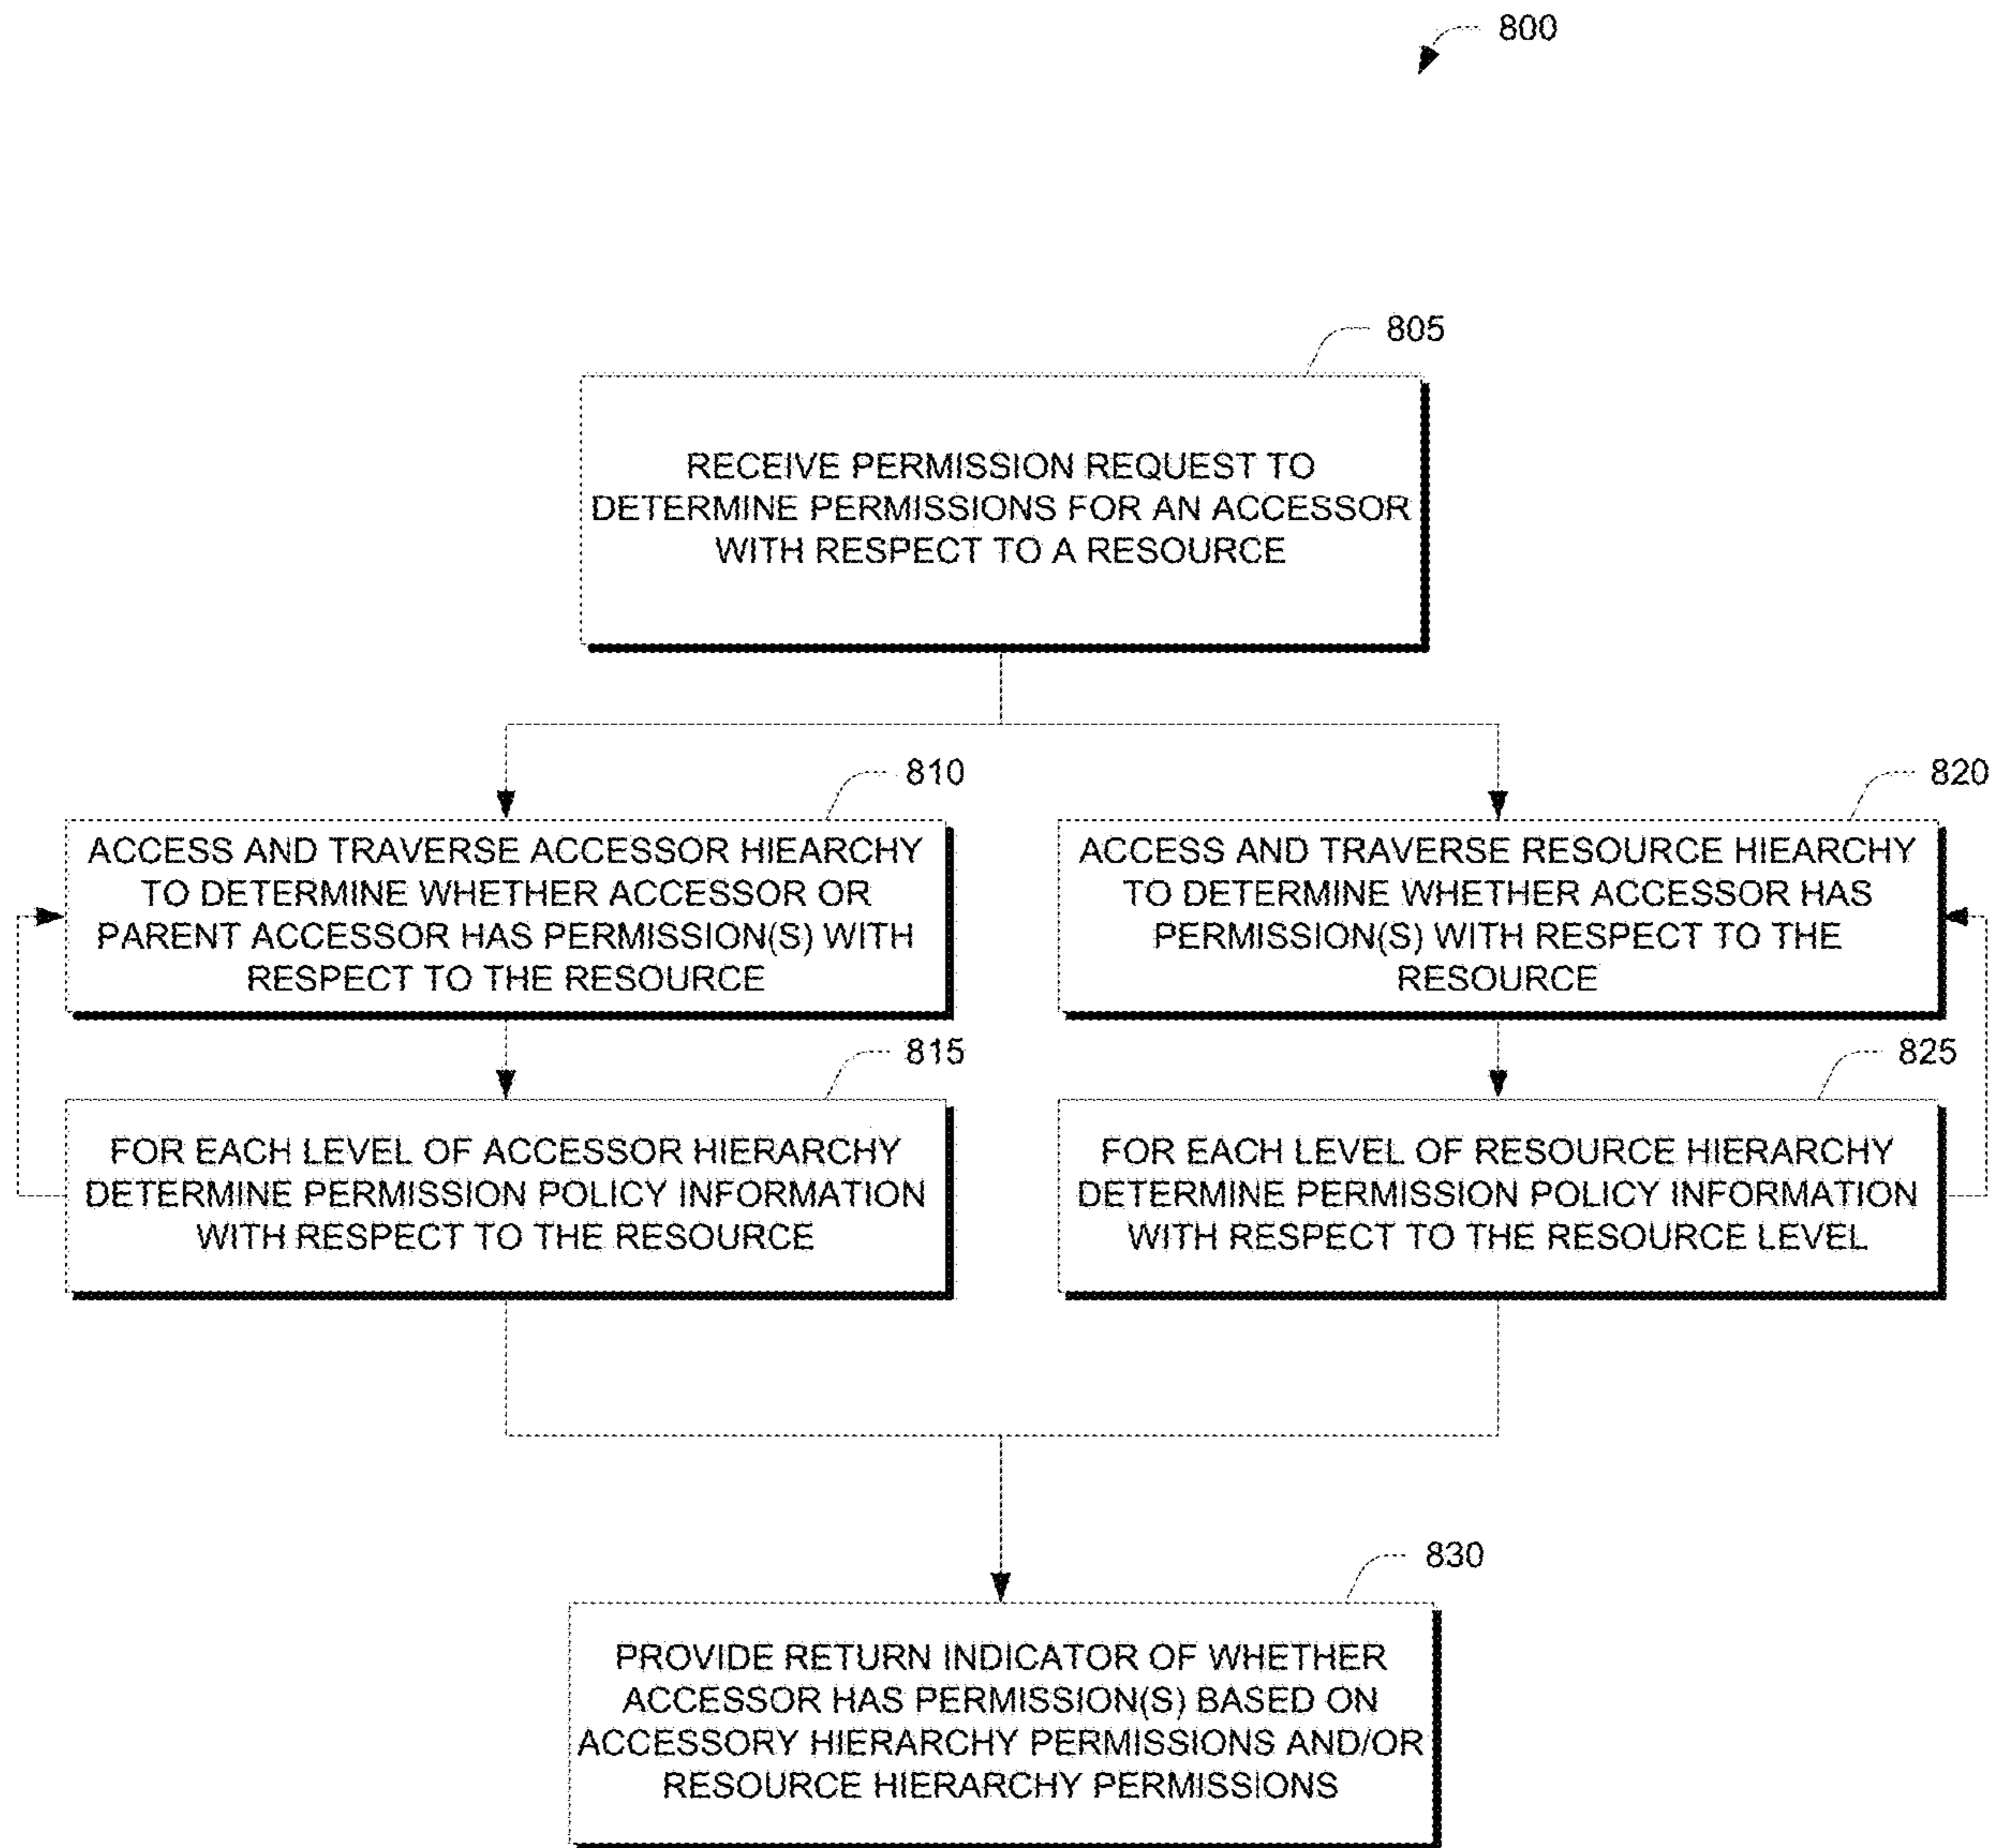 800
805
RECEIVE PERMISSION REQUEST TO
DETERMINE PERMISSIONS FOR AN ACCESSOR
WITH RESPECT TO A RESOURCE
810
ACCESS AND TRAVERSE ACCESSOR HIEARCHY
TO DETERMINE WHETHER ACCESSOR OR
PARENT ACCESSOR HAS PERMISSION(S) WITH
RESPECT TO THE RESOURCE
820
ACCESS AND TRAVERSE RESOURCE HIEARCHY
TO DETERMINE WHETHER ACCESSOR HAS
PERMISSION(S) WITH RESPECT TO THE
RESOURCE
815
FOR EACH LEVEL OF ACCESSOR HIERARCHY
DETERMINE PERMISSION POLICY INFORMATION
WITH RESPECT TO THE RESOURCE
825
FOR EACH LEVEL OF RESOURCE HIERARCHY
DETERMINE PERMISSION POLICY INFORMATION
WITH RESPECT TO THE RESOURCE LEVEL
830
PROVIDE RETURN INDICATOR OF WHETHER
ACCESSOR HAS PERMISSION(S) BASED ON
ACCESSORY HIERARCHY PERMISSIONS AND/OR
RESOURCE HIERARCHY PERMISSIONS